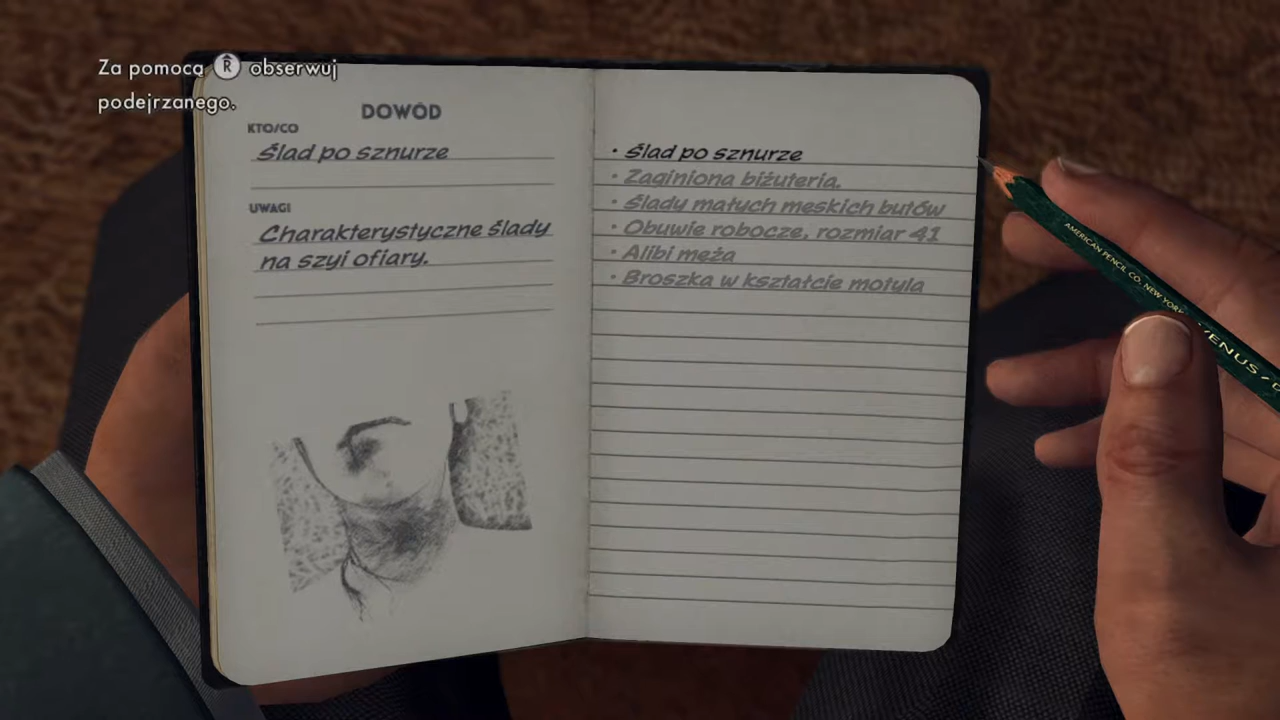 Za pomocą R obserwuj
podejrzanego.
DOWÓD
KTO/CO
Ślad po sznurze
UWAGI
Charakterystyczne ślady
na szyi ofiary.
• Ślad po sznurze
• Zaginiona biżuteria.
• Ślady małych meskich butów
• Obuwie robocze, rozmiar 41
• Alibi męża
• Broszka w kształcie motyla
AMERICAN PENCIL CO. NEW YORK
VENUS